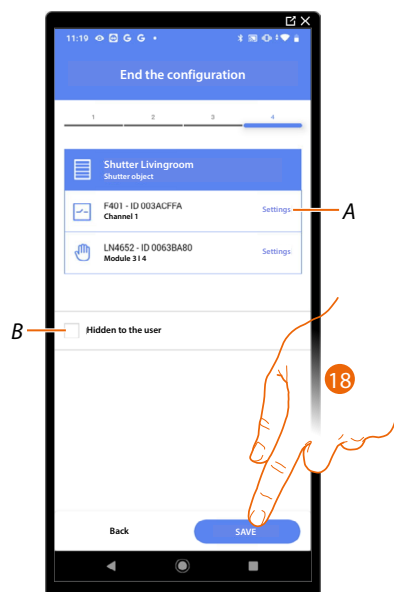 11:19 G G
End the configuration
1 2 3 4
Shutter Livingroom
Shutter object
F401 - ID 003ACFFA
Channel 1
Settings
A
LN4652 - ID 0063BA80
Module 3 I 4
Settings
B
Hidden to the user
18
Back
SAVE